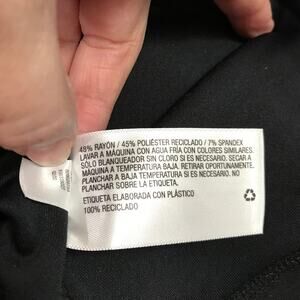 48% RAYÓN / 45% POLIÉSTER RECICLADO / 7% SPANDEX
LAVAR A MÁQUINA CON AGUA FRÍA CON COLORES SIMILARES.
SÓLO BLANQUEADOR SIN CLORO SI ES NECESARIO. SECAR A
MÁQUINA A TEMPERATURA BAJA. RETIRAR OPORTUNAMENTE.
PLANCHAR A BAJA TEMPERATURA SI ES NECESARIO. NO
PLANCHAR SOBRE LA ETIQUETA.
ETIQUETA ELABORADA CON PLÁSTICO
100% RECICLADO